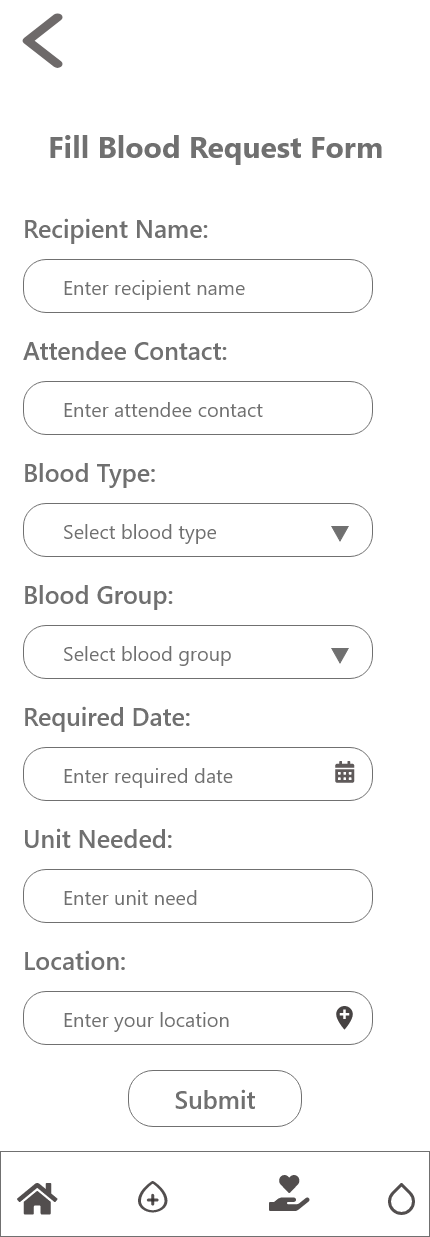 Fill Blood Request Form
Recipient Name:
Enter recipient name
Attendee Contact:
Enter attendee contact
Blood Type:
Select blood type
Blood Group:
Select blood group
Required Date:
Enter required date
Unit Needed:
Enter unit need
Location:
Enter your location
Submit